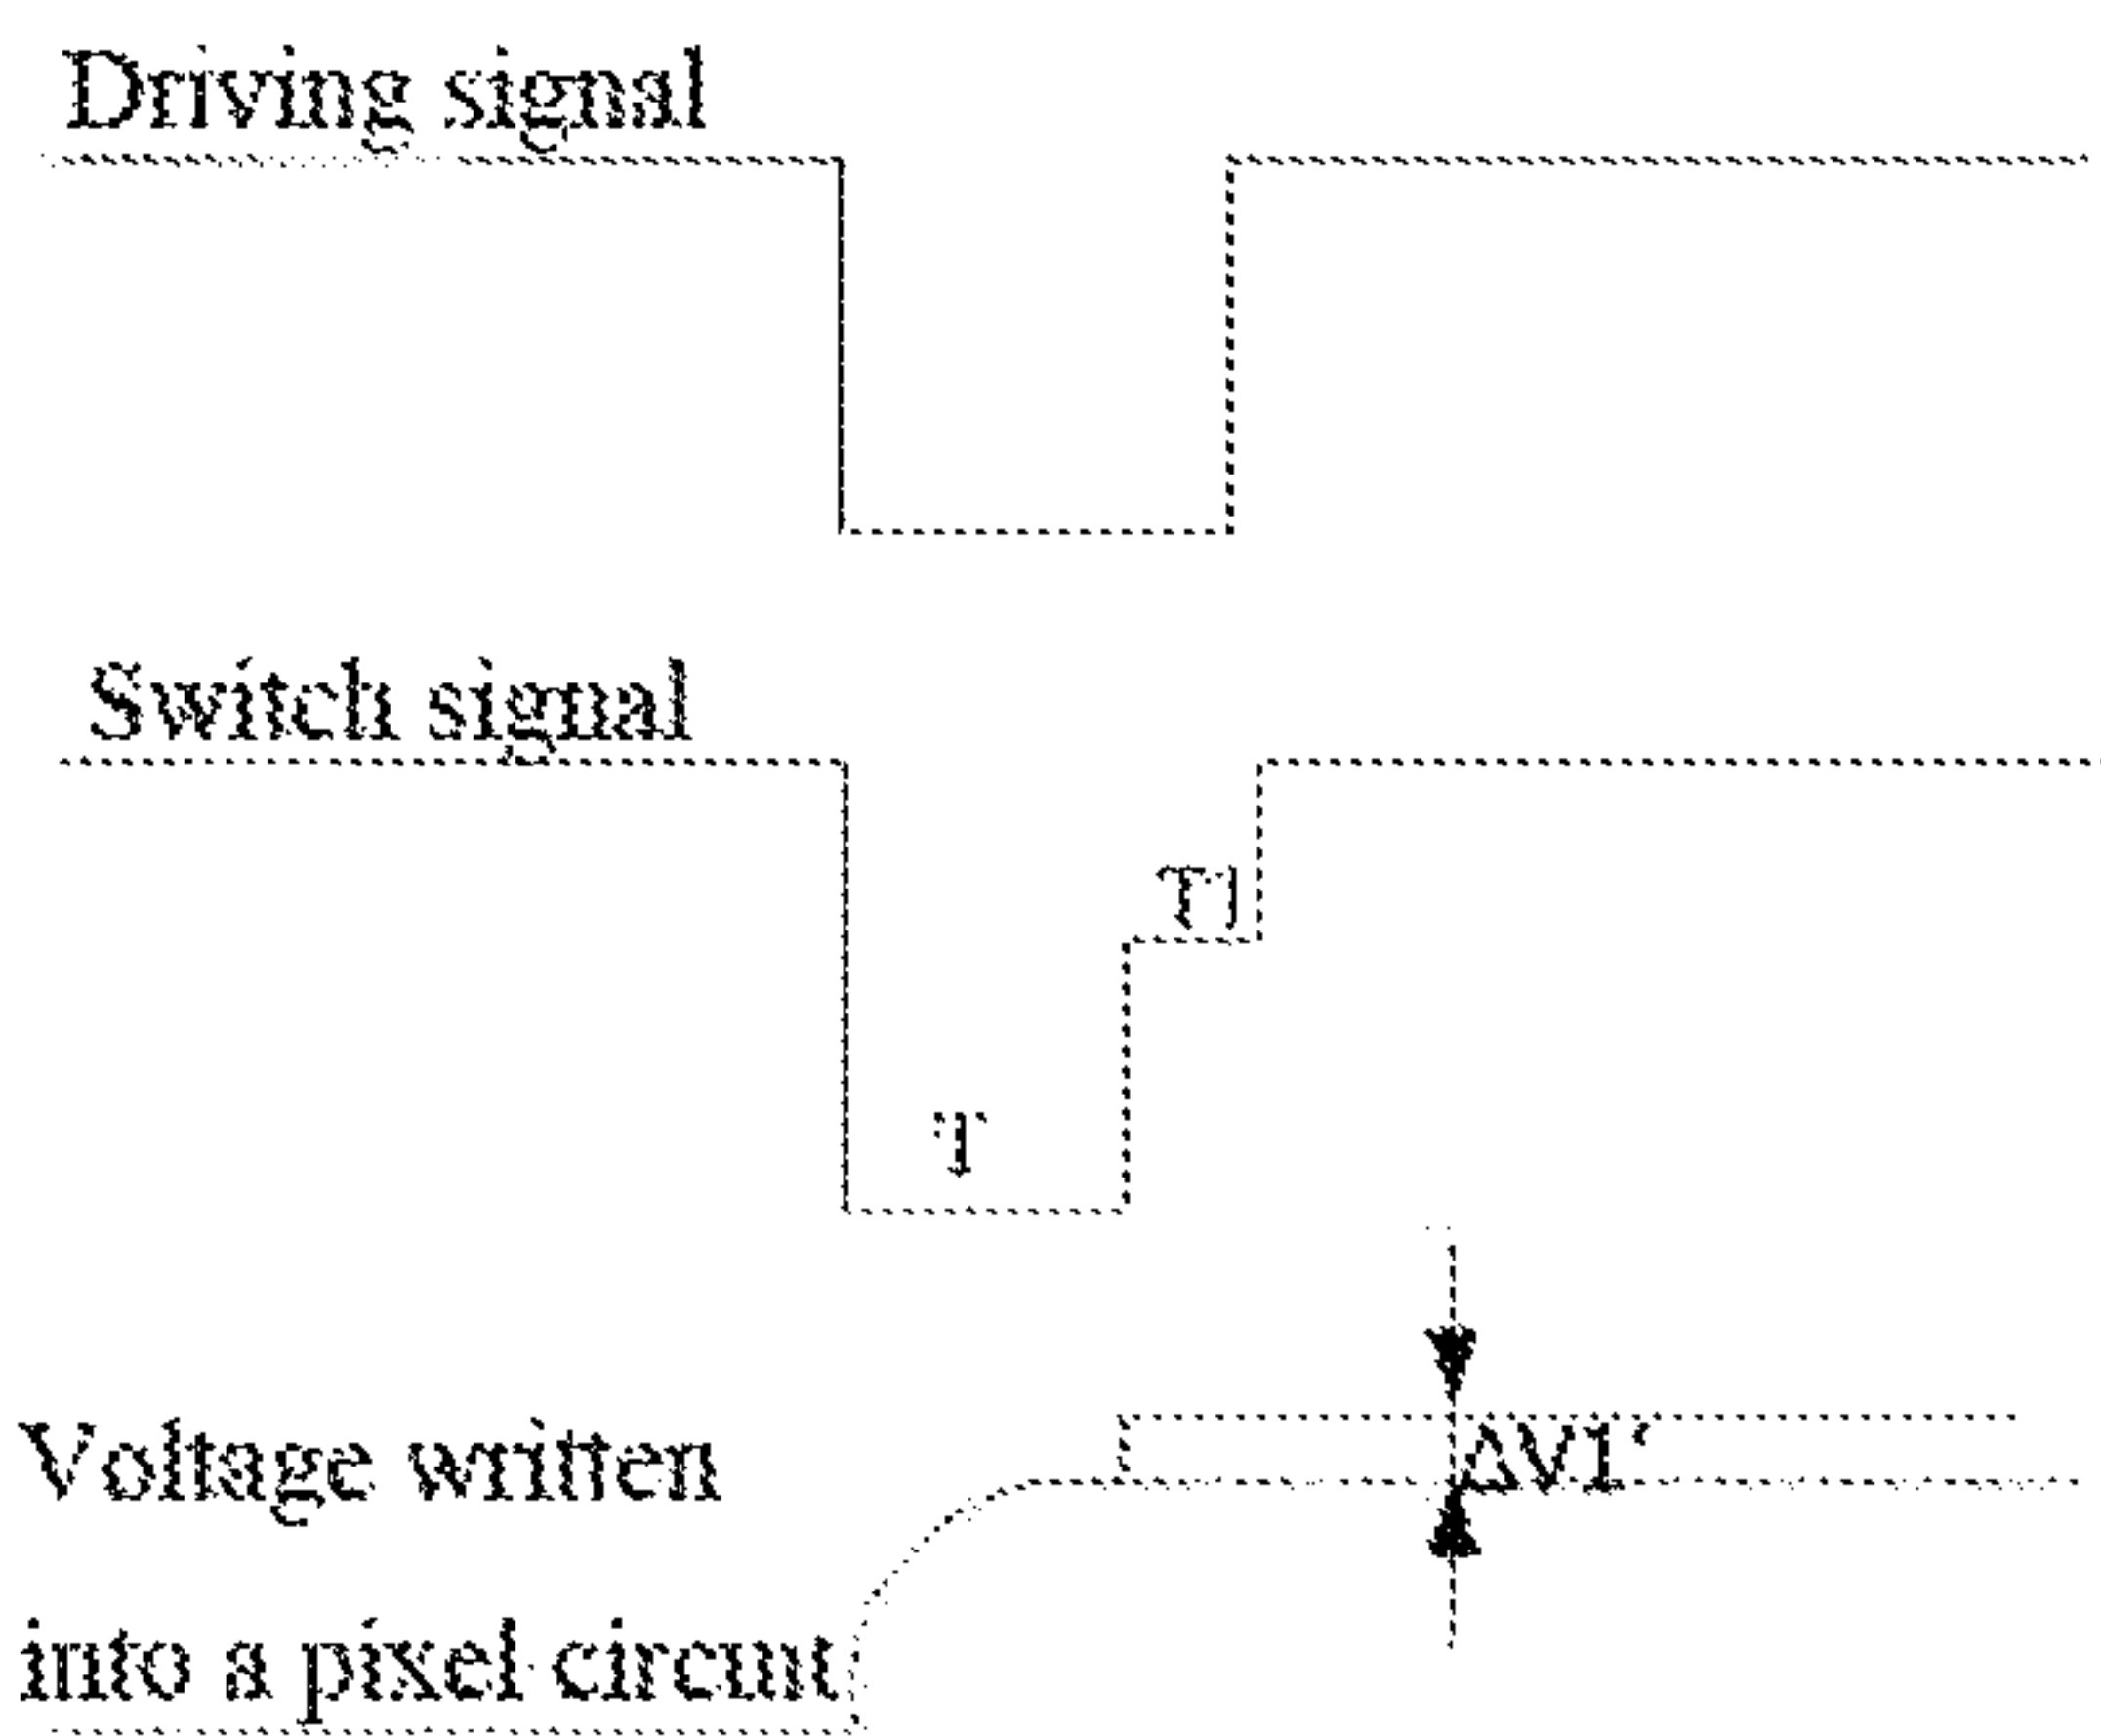 Driving signal
Switch signal
T1
T
Voltage written
ΔV1'
into a pixel circuit